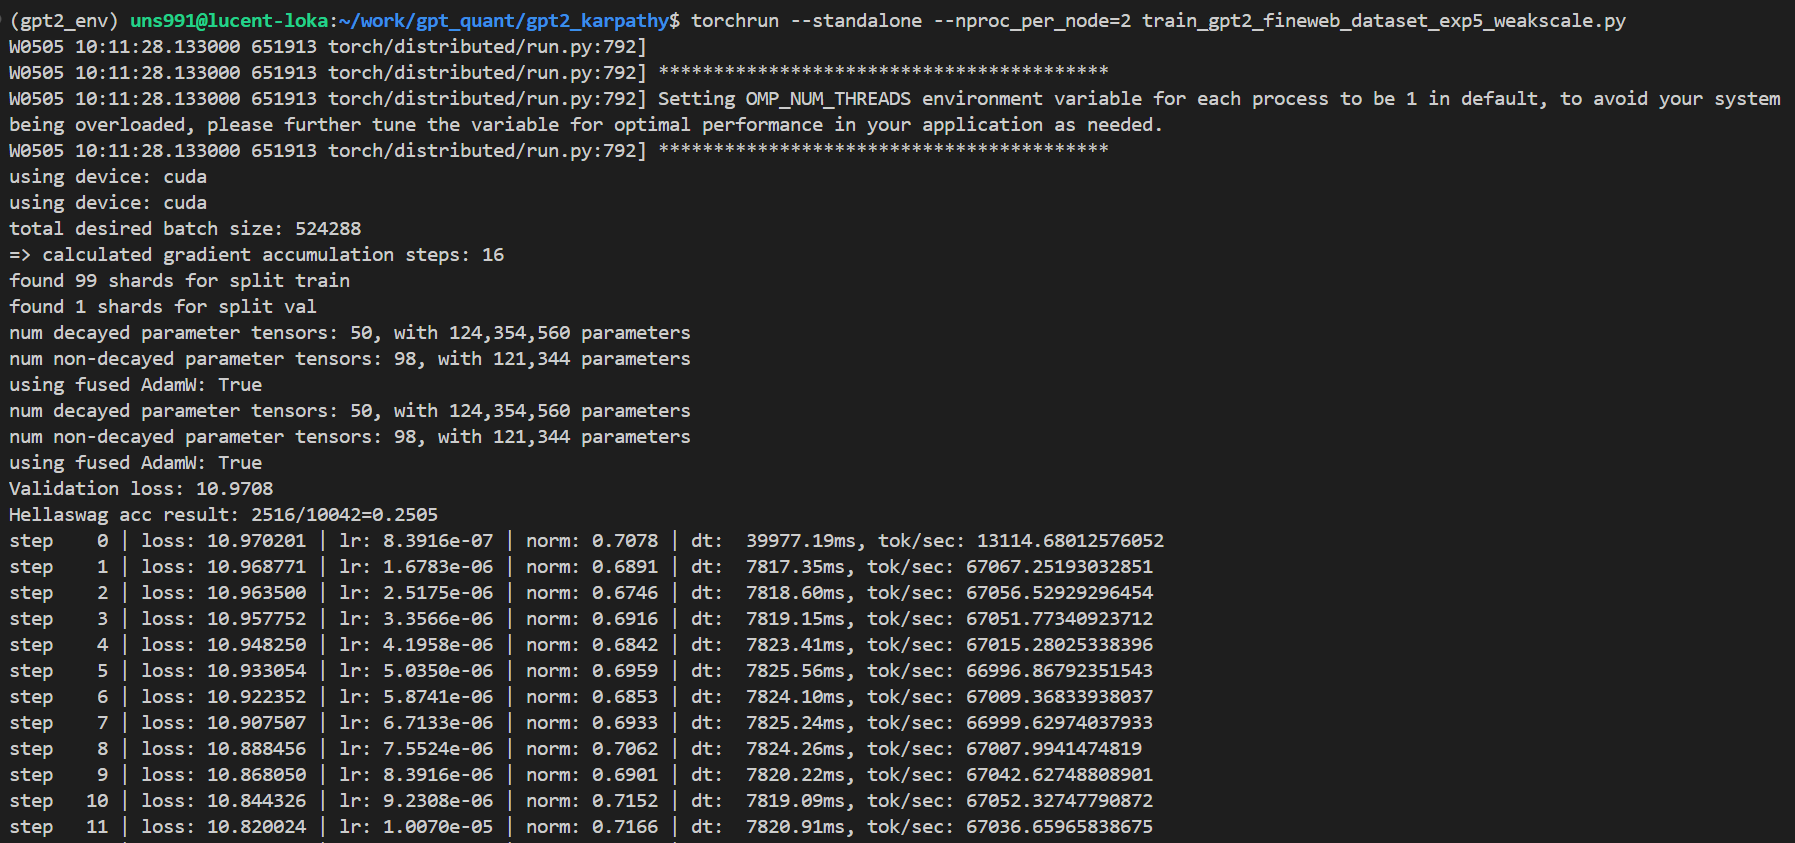 (gpt2_env) uns991@lucent-loka:~/work/gpt_quant/gpt2_karpathy$ torchrun --standalone --nproc_per_node=2 train_gpt2_fineweb_dataset_exp5_weakscale.py
W0505 10:11:28.133000 651913 torch/distributed/run.py:792]
W0505 10:11:28.133000 651913 torch/distributed/run.py:792] *****************************************
W0505 10:11:28.133000 651913 torch/distributed/run.py:792] Setting OMP_NUM_THREADS environment variable for each process to be 1 in default, to avoid your system
being overloaded, please further tune the variable for optimal performance in your application as needed.
W0505 10:11:28.133000 651913 torch/distributed/run.py:792] *****************************************
using device: cuda
using device: cuda
total desired batch size: 524288
=> calculated gradient accumulation steps: 16
found 99 shards for split train
found 1 shards for split val
num decayed parameter tensors: 50, with 124,354,560 parameters
num non-decayed parameter tensors: 98, with 121,344 parameters
using fused AdamW: True
num decayed parameter tensors: 50, with 124,354,560 parameters
num non-decayed parameter tensors: 98, with 121,344 parameters
using fused AdamW: True
Validation loss: 10.9708
Hellaswag acc result: 2516/10042=0.2505
step    0 | loss: 10.970201 | lr: 8.3916e-07 | norm: 0.7078 | dt:  39977.19ms, tok/sec: 13114.68012576052
step    1 | loss: 10.968771 | lr: 1.6783e-06 | norm: 0.6891 | dt:  7817.35ms, tok/sec: 67067.25193032851
step    2 | loss: 10.963500 | lr: 2.5175e-06 | norm: 0.6746 | dt:  7818.60ms, tok/sec: 67056.52929296454
step    3 | loss: 10.957752 | lr: 3.3566e-06 | norm: 0.6916 | dt:  7819.15ms, tok/sec: 67051.77340923712
step    4 | loss: 10.948250 | lr: 4.1958e-06 | norm: 0.6842 | dt:  7823.41ms, tok/sec: 67015.28025338396
step    5 | loss: 10.933054 | lr: 5.0350e-06 | norm: 0.6959 | dt:  7825.56ms, tok/sec: 66996.86792351543
step    6 | loss: 10.922352 | lr: 5.8741e-06 | norm: 0.6853 | dt:  7824.10ms, tok/sec: 67009.36833938037
step    7 | loss: 10.907507 | lr: 6.7133e-06 | norm: 0.6933 | dt:  7825.24ms, tok/sec: 66999.62974037933
step    8 | loss: 10.888456 | lr: 7.5524e-06 | norm: 0.7062 | dt:  7824.26ms, tok/sec: 67007.9941474819
step    9 | loss: 10.868050 | lr: 8.3916e-06 | norm: 0.6901 | dt:  7820.22ms, tok/sec: 67042.62748808901
step   10 | loss: 10.844326 | lr: 9.2308e-06 | norm: 0.7152 | dt:  7819.09ms, tok/sec: 67052.32747790872
step   11 | loss: 10.820024 | lr: 1.0070e-05 | norm: 0.7166 | dt:  7820.91ms, tok/sec: 67036.65965838675